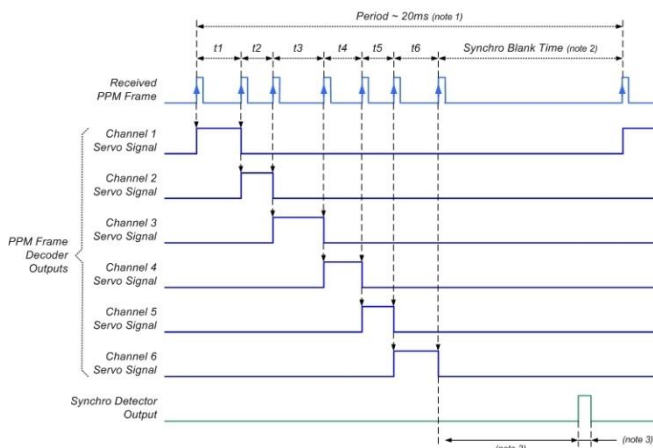 Period ~ 20ms (note 1)
t1 t2 t3 t4 t5 t6 Synchro Blank Time (note 2)
Received
PPM Frame
Channel 1
Servo Signal
Channel 2
Servo Signal
Channel 3
Servo Signal
PPM Frame
Decoder
Outputs
Channel 4
Servo Signal
Channel 5
Servo Signal
Channel 6
Servo Signal
Synchro Detector
Output
(note 3)